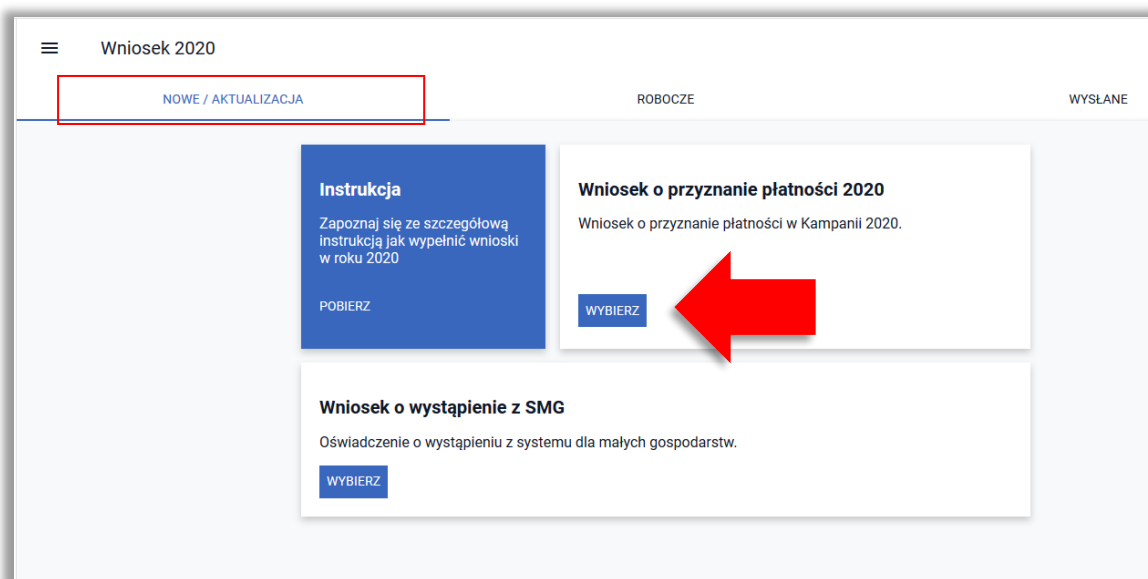 Wniosek 2020
NOWE / AKTUALIZACJA
ROBOCZE
WYSŁANE
Instrukcja
Zapoznaj się ze szczegółową
instrukcją jak wypełnić wnioski
w roku 2020
POBIERZ
Wniosek o przyznanie płatności 2020
Wniosek o przyznanie płatności w Kampanii 2020.
WYBIERZ
Wniosek o wystąpienie z SMG
Oświadczenie o wystąpieniu z systemu dla małych gospodarstw.
WYBIERZ